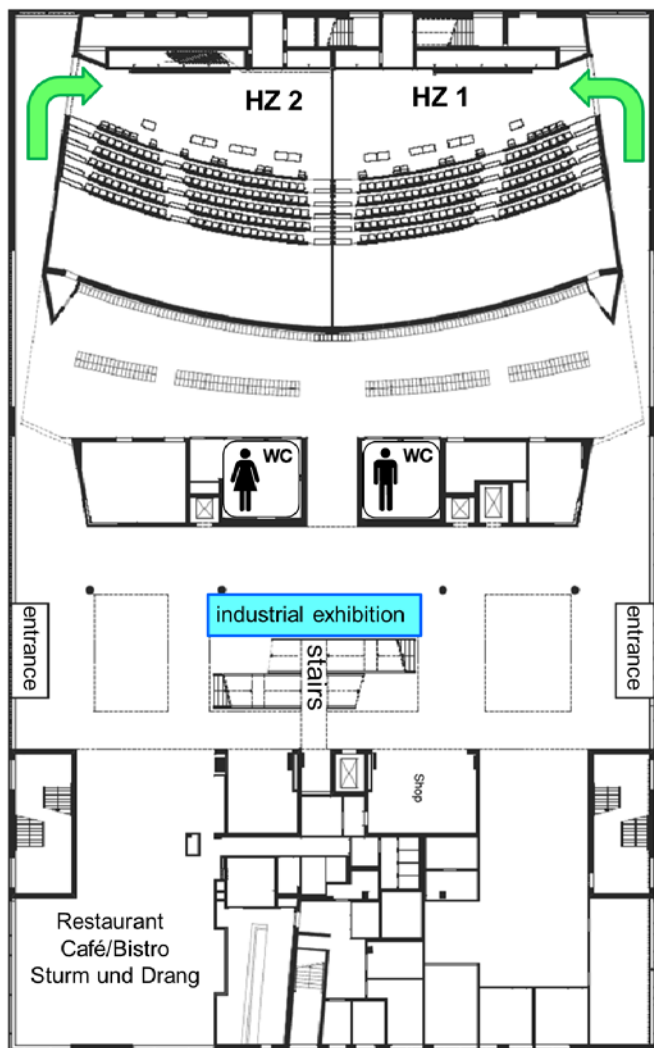 HZ 2
HZ 1
WC
WC
industrial exhibition
entrance
entrance
stairs
Shop
Restaurant
Café/Bistro
Sturm und Drang